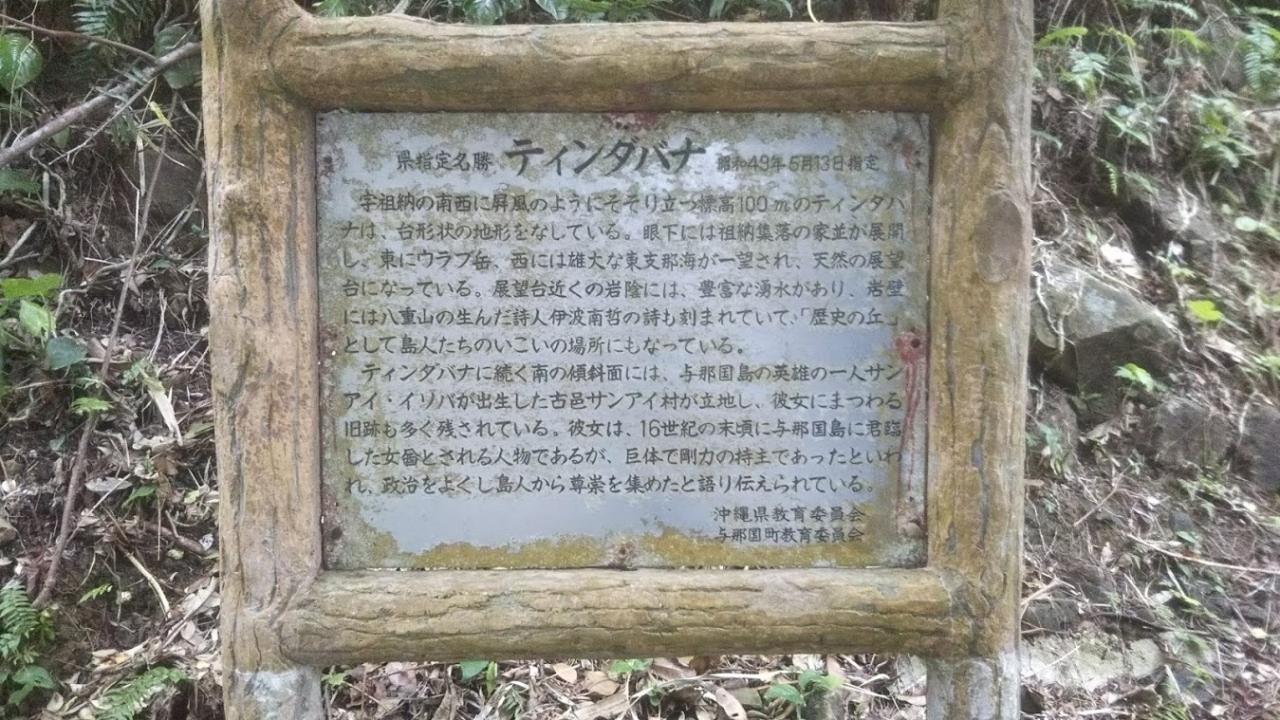 県指定名勝 ティンダバナ 昭和49年6月13日指定
字祖納の南西に屏風のようにそそり立つ標高100mのティンダバ
ナは、台形状の地形をなしている。眼下には祖納集落の家並が展開
し、東にウラブ岳、西には雄大な東支那海が一望され、天然の展望
台になっている。展望台近くの岩陰には、豊富な湧水があり、岩壁
には八重山の生んだ詩人伊波南哲の詩も刻まれていて、「歴史の丘」
として島人たちのいこいの場所にもなっている。
ティンダバナに続く南の傾斜面には、与那国島の英雄の一人サン
アイ・イソバが出生した古邑サンアイ村が立地し、彼女にまつわる
旧跡も多く残されている。彼女は、16世紀の末頃に与那国島に君臨
した女酋とされる人物であるが、巨体で剛力の持主であったといわ
れ、政治をよくし島人から尊崇を集めたと語り伝えられている。
沖縄県教育委員会
与那国町教育委員会